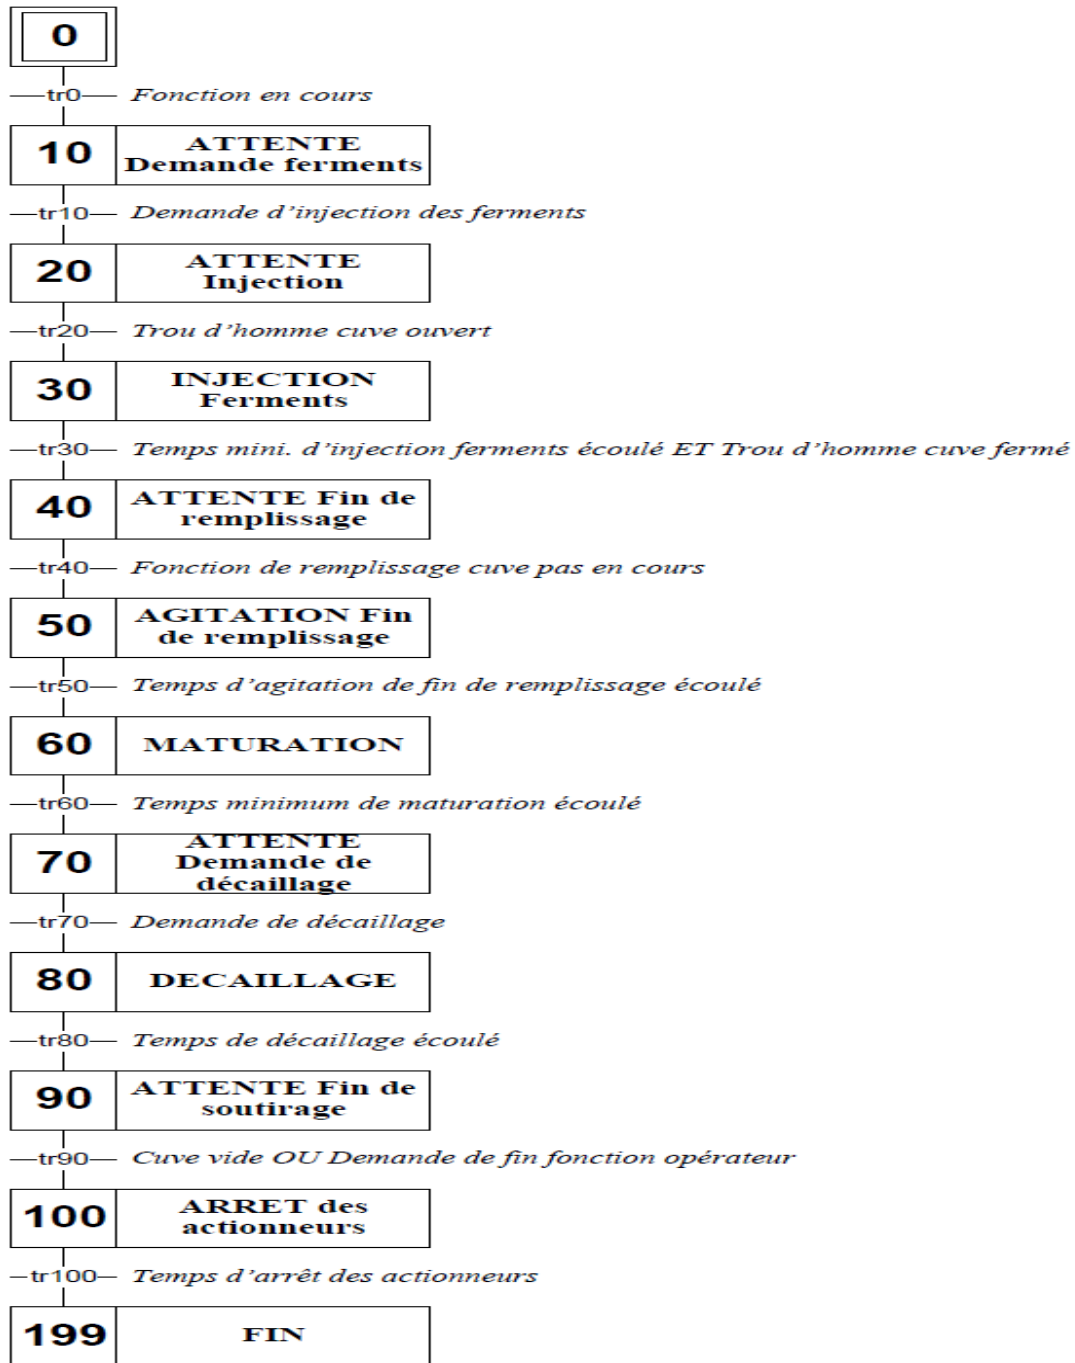 0
tr0 Fonction en cours
10 ATTENTE
Demande ferments
tr10 Demande d'injection des ferments
20 ATTENTE
Injection
tr20 Trou d'homme cuve ouvert
30 INJECTION
Ferments
tr30 Temps mini. d'injection ferments écoulé ET Trou d'homme cuve fermé
40 ATTENTE Fin de
remplissage
tr40 Fonction de remplissage cuve pas en cours
50 AGITATION Fin
de remplissage
tr50 Temps d'agitation de fin de remplissage écoulé
60 MATURATION
tr60 Temps minimum de maturation écoulé
70 ATTENTE
Demande de
décaillage
tr70 Demande de décaillage
80 DECAILLAGE
tr80 Temps de décaillage écoulé
90 ATTENTE Fin de
soutirage
tr90 Cuve vide OU Demande de fin fonction opérateur
100 ARRET des
actionneurs
tr100 Temps d'arrêt des actionneurs
199 FIN